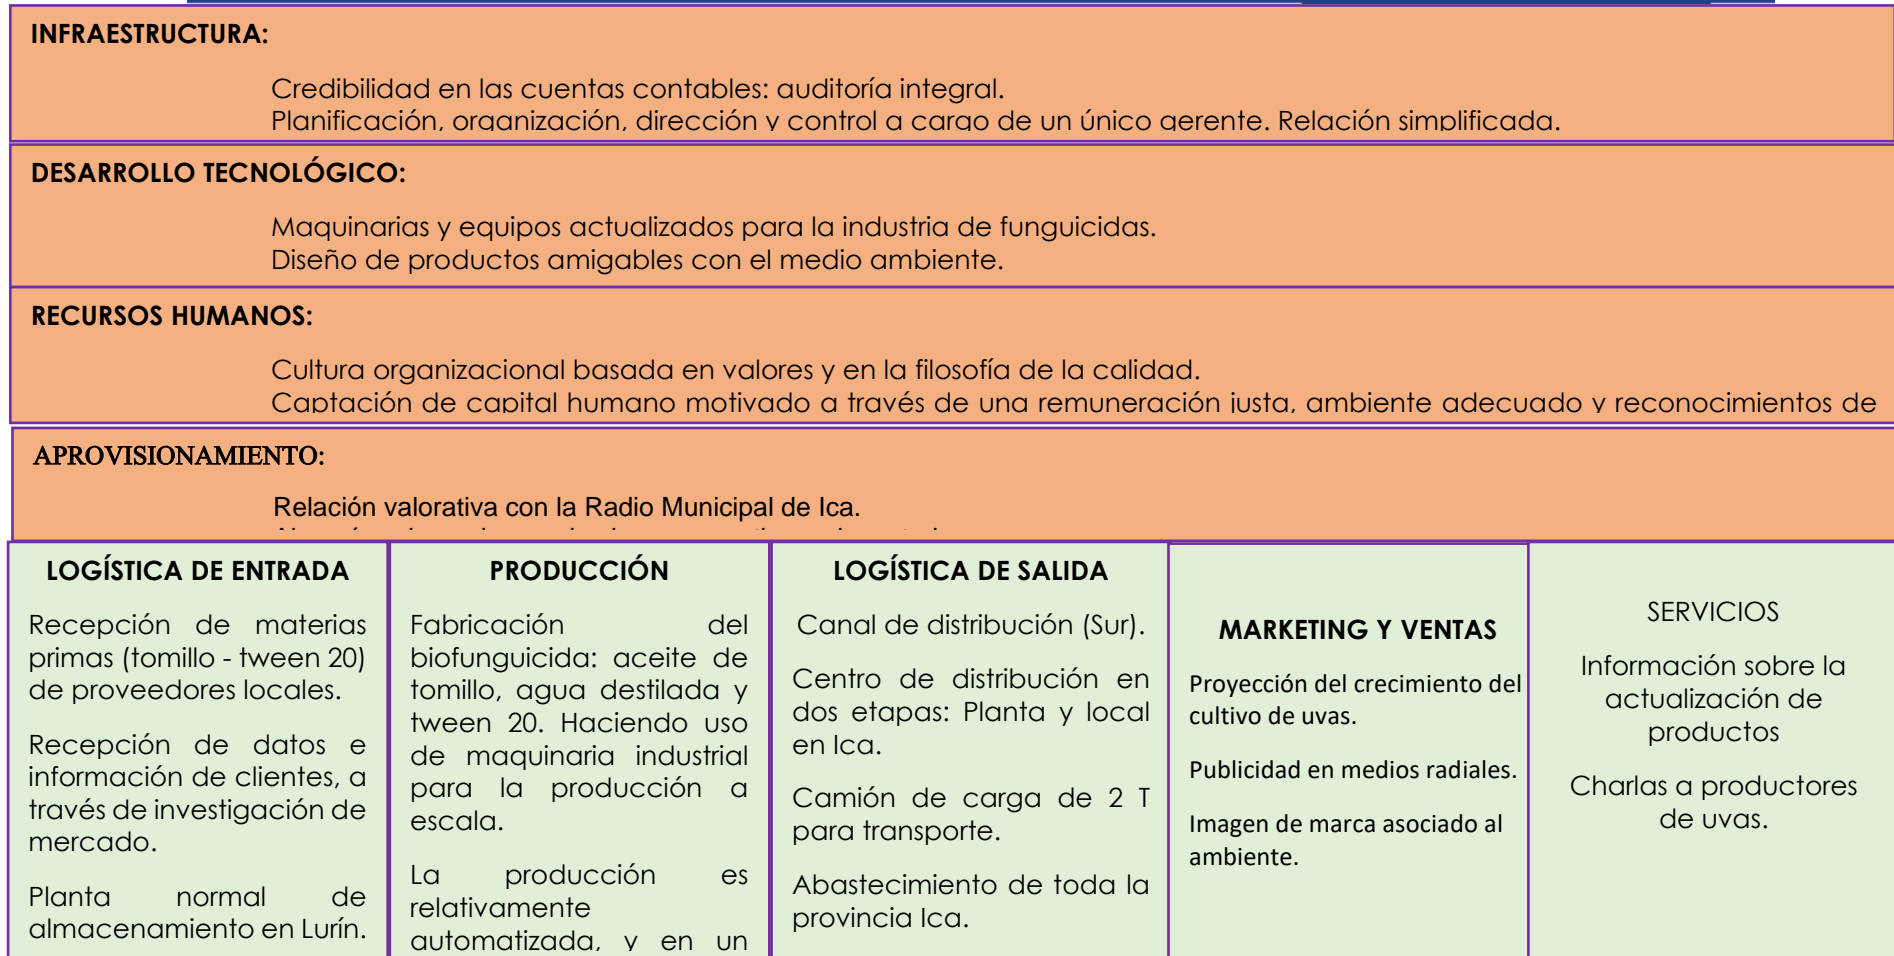 INFRAESTRUCTURA:
Credibilidad en las cuentas contables: auditoría integral.
Planificación, organización, dirección y control a cargo de un único gerente. Relación simplificada.
DESARROLLO TECNOLÓGICO:
Maquinarias y equipos actualizados para la industria de funguicidas.
Diseño de productos amigables con el medio ambiente.
RECURSOS HUMANOS:
Cultura organizacional basada en valores y en la filosofía de la calidad.
Captación de capital humano motivado a través de una remuneración justa, ambiente adecuado y reconocimientos de
APROVISIONAMIENTO:
Relación valorativa con la Radio Municipal de Ica.
LOGÍSTICA DE ENTRADA
Recepción de materias
primas (tomillo - tween 20)
de proveedores locales.
Recepción de datos e
información de clientes, a
través de investigación de
mercado.
Planta normal de
almacenamiento en Lurín.
PRODUCCIÓN
Fabricación del
biofunguicida: aceite de
tomillo, agua destilada y
tween 20. Haciendo uso
de maquinaria industrial
para la producción a
escala.
La producción es
relativamente
automatizada, y en un
LOGÍSTICA DE SALIDA
Canal de distribución (Sur).
Centro de distribución en
dos etapas: Planta y local
en Ica.
Camión de carga de 2 T
para transporte.
Abastecimiento de toda la
provincia Ica.
MARKETING Y VENTAS
Proyección del crecimiento del
cultivo de uvas.
Publicidad en medios radiales.
Imagen de marca asociado al
ambiente.
SERVICIOS
Información sobre la
actualización de
productos
Charlas a productores
de uvas.